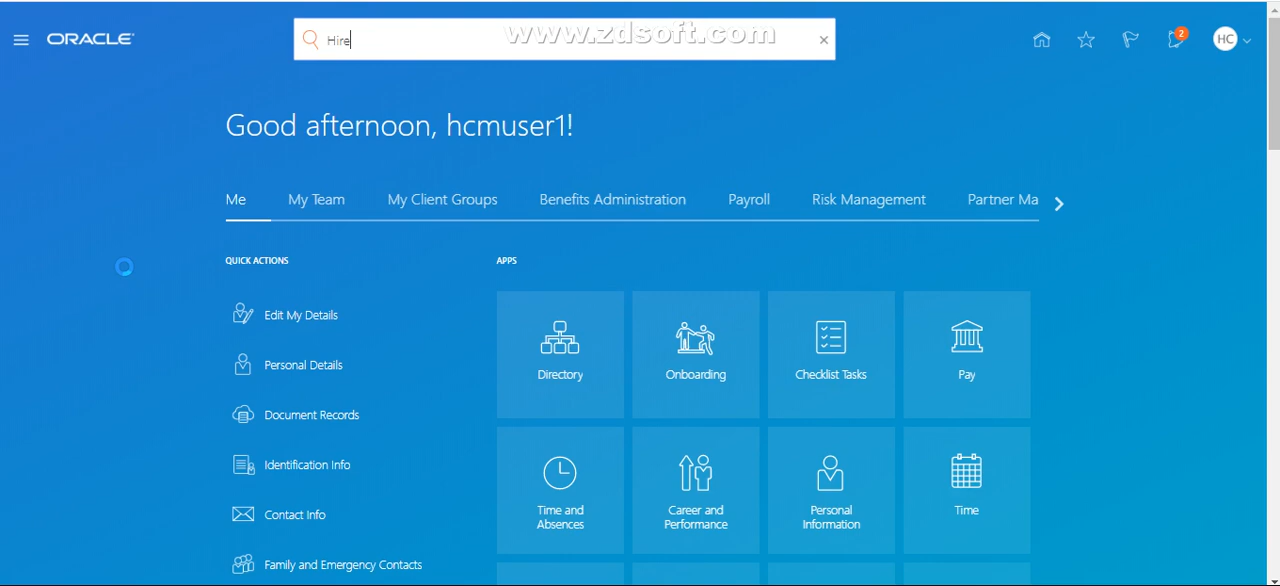 ORACLE
Hire
www.zdsoft.com
2
HC
Good afternoon, hcmuser1!
Me
My Team
My Client Groups
Benefits Administration
Payroll
Risk Management
Partner Ma
QUICK ACTIONS
APPS
Edit My Details
Personal Details
Document Records
Identification Info
Contact Info
Family and Emergency Contacts
Directory
Onboarding
Checklist Tasks
Pay
Time and
Absences
Career and
Performance
Personal
Information
Time